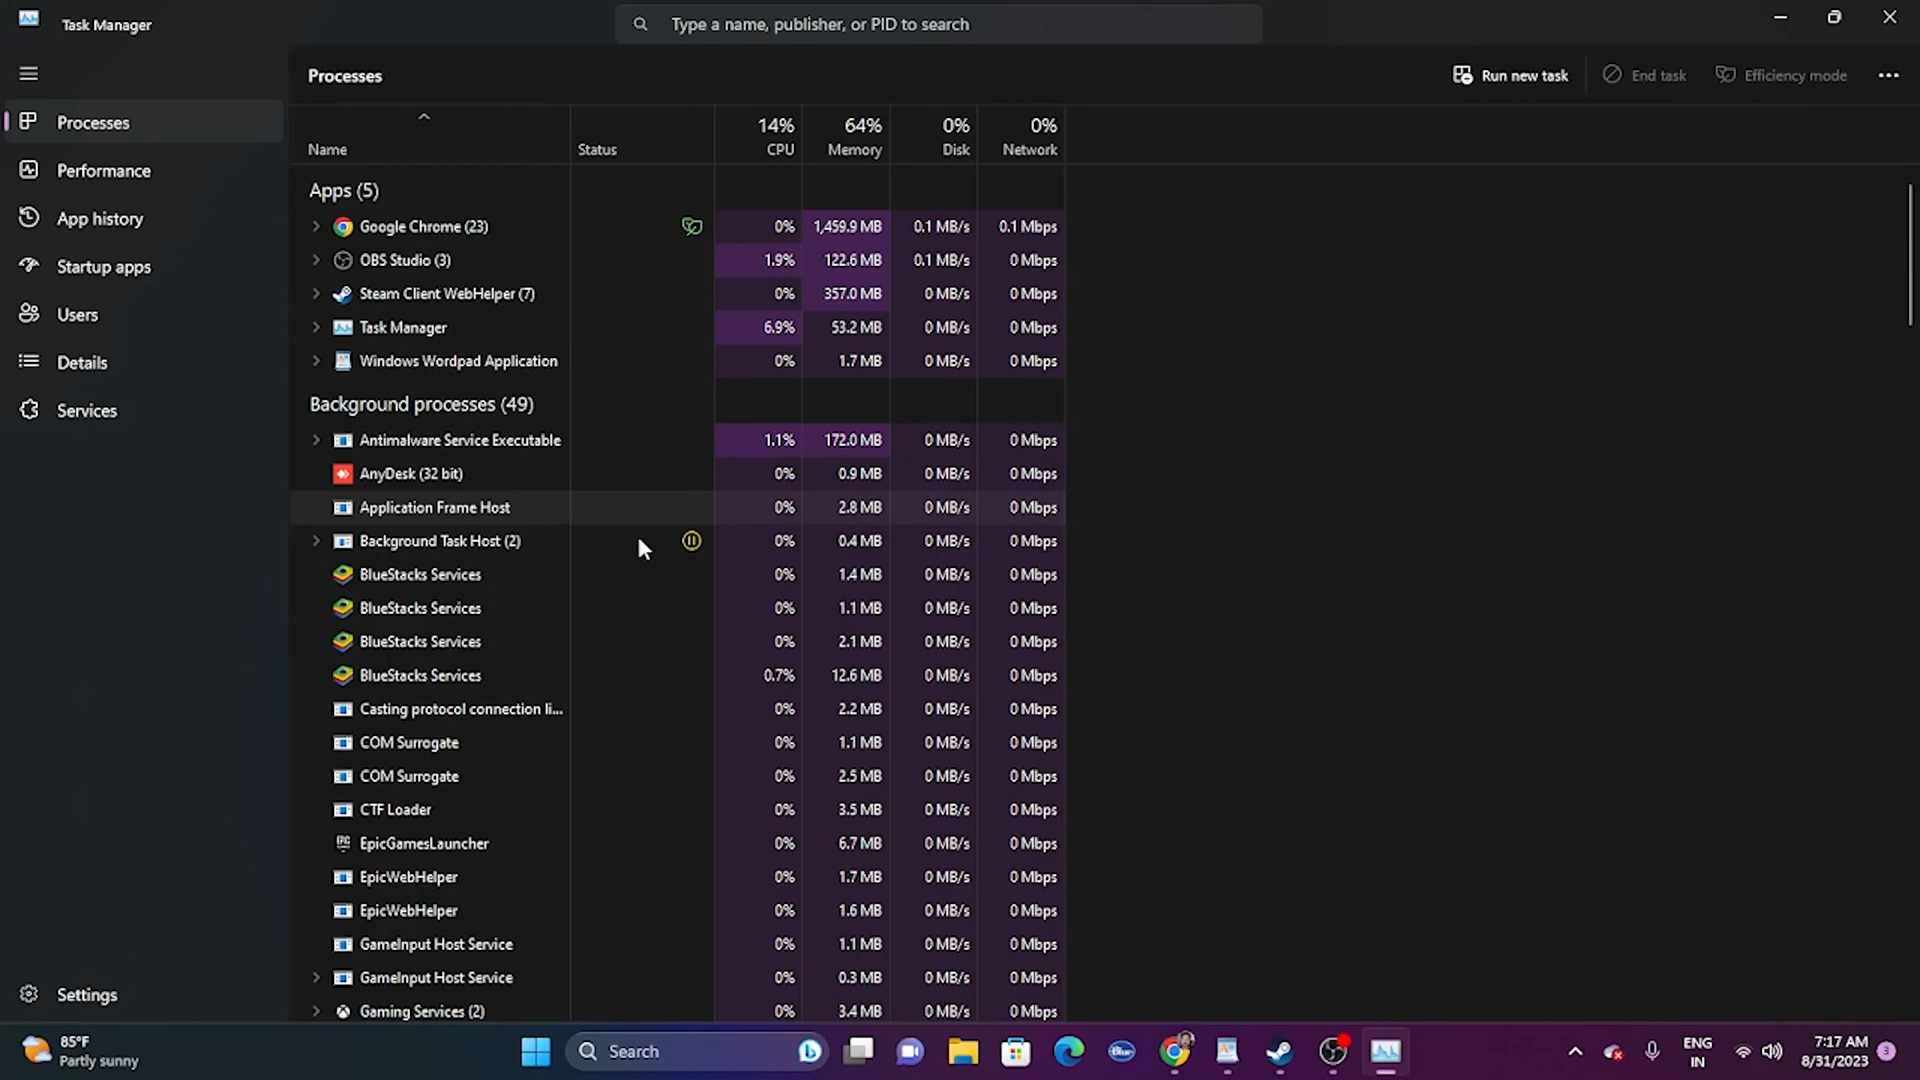 Task Manager
Type a name, publisher, or PID to search
Processes
Run new task
End task
Efficiency mode
Processes
Performance
App history
Startup apps
Users
Details
Services
Settings
14% 64% 0% 0%
Name Status CPU Memory Disk Network
Apps (5)
Google Chrome (23) 0% 1,459.9 MB 0.1 MB/s 0.1 Mbps
OBS Studio (3) 1.9% 122.6 MB 0.1 MB/s 0 Mbps
Steam Client WebHelper (7) 0% 357.0 MB 0 MB/s 0 Mbps
Task Manager 6.9% 53.2 MB 0 MB/s 0 Mbps
Windows Wordpad Application 0% 1.7 MB 0 MB/s 0 Mbps
Background processes (49)
Antimalware Service Executable 1.1% 172.0 MB 0 MB/s 0 Mbps
AnyDesk (32 bit) 0% 0.9 MB 0 MB/s 0 Mbps
Application Frame Host 0% 2.8 MB 0 MB/s 0 Mbps
Background Task Host (2) 0% 0.4 MB 0 MB/s 0 Mbps
BlueStacks Services 0% 1.4 MB 0 MB/s 0 Mbps
BlueStacks Services 0% 1.1 MB 0 MB/s 0 Mbps
BlueStacks Services 0% 2.1 MB 0 MB/s 0 Mbps
BlueStacks Services 0.7% 12.6 MB 0 MB/s 0 Mbps
Casting protocol connection li... 0% 2.2 MB 0 MB/s 0 Mbps
COM Surrogate 0% 1.1 MB 0 MB/s 0 Mbps
COM Surrogate 0% 2.5 MB 0 MB/s 0 Mbps
CTF Loader 0% 3.5 MB 0 MB/s 0 Mbps
EpicGamesLauncher 0% 6.7 MB 0 MB/s 0 Mbps
EpicWebHelper 0% 1.7 MB 0 MB/s 0 Mbps
EpicWebHelper 0% 1.6 MB 0 MB/s 0 Mbps
GameInput Host Service 0% 1.1 MB 0 MB/s 0 Mbps
GameInput Host Service 0% 0.3 MB 0 MB/s 0 Mbps
Gaming Services (2) 0% 3.4 MB 0 MB/s 0 Mbps
85°F
Partly sunny
Search
ENG
IN
7:17 AM
8/31/2023
3